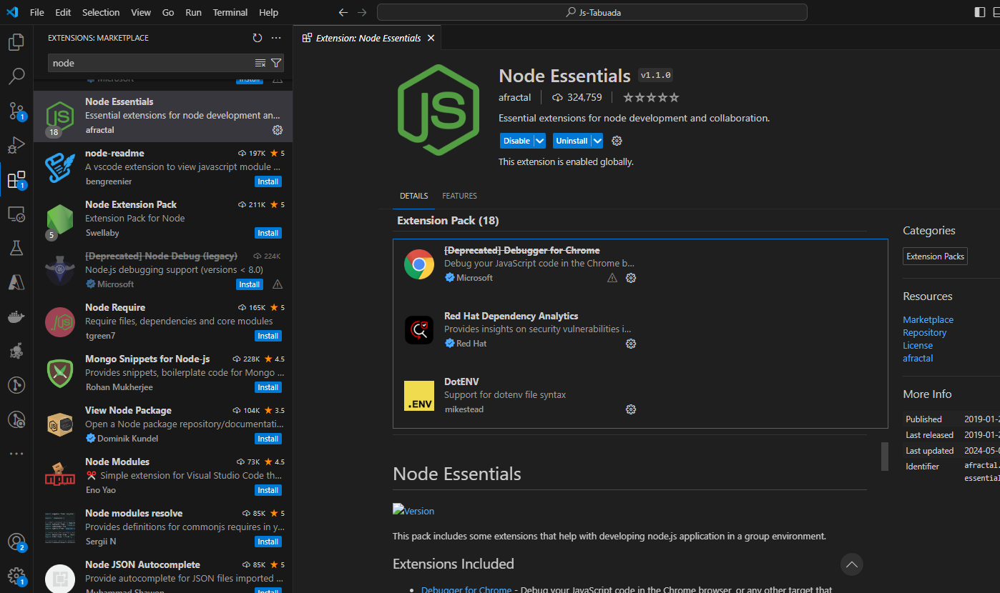 File Edit Selection View Go Run Terminal Help
Js-Tabuada
EXTENSIONS: MARKETPLACE
node
Microsoft
Install
Node Essentials
Essential extensions for node development an...
18
afractal
node-readme 197K 5
A vscode extension to view javascript module ...
bengreenier Install
Node Extension Pack 211K 5
Extension Pack for Node
5
Swellaby Install
[Deprecated] Node Debug (legacy) 224K
Node.js debugging support (versions < 8.0)
Microsoft Install
Node Require 165K 5
Require files, dependencies and core modules
tgreen7 Install
Mongo Snippets for Node-js 228K 4.5
Provides snippets, boilerplate code for Mongo ...
Rohan Mukherjee Install
View Node Package 104K 3.5
Open a Node package repository/documentati...
Dominik Kundel Install
Node Modules 73K 4.5
Simple extension for Visual Studio Code th...
Eno Yao Install
Node modules resolve 85K 5
Provides definitions for commonjs requires in y...
Sergii N Install
Node JSON Autocomplete 85K 5
Provide autocomplete for JSON files imported ...
Muhammad Shawon Install
1
1
2
1
Extension: Node Essentials
JS
Node Essentials v1.1.0
afractal 324,759
Essential extensions for node development and collaboration.
Disable Uninstall
This extension is enabled globally.
DETAILS FEATURES
Extension Pack (18)
[Deprecated] Debugger for Chrome
Debug your JavaScript code in the Chrome b...
Microsoft
Red Hat Dependency Analytics
Provides insights on security vulnerabilities i...
Red Hat
DotENV
Support for dotenv file syntax
.ENV
mikestead
Node Essentials
Version
This pack includes some extensions that help with developing node.js application in a group environment.
Extensions Included
Debugger for Chrome - Debug your JavaScript code in the Chrome browser, or any other target that
Categories
Extension Packs
Resources
Marketplace
Repository
License
afractal
More Info
Published 2019-01-2
Last released 2019-01-2
Last updated 2024-05-0
Identifier afractal.
essential